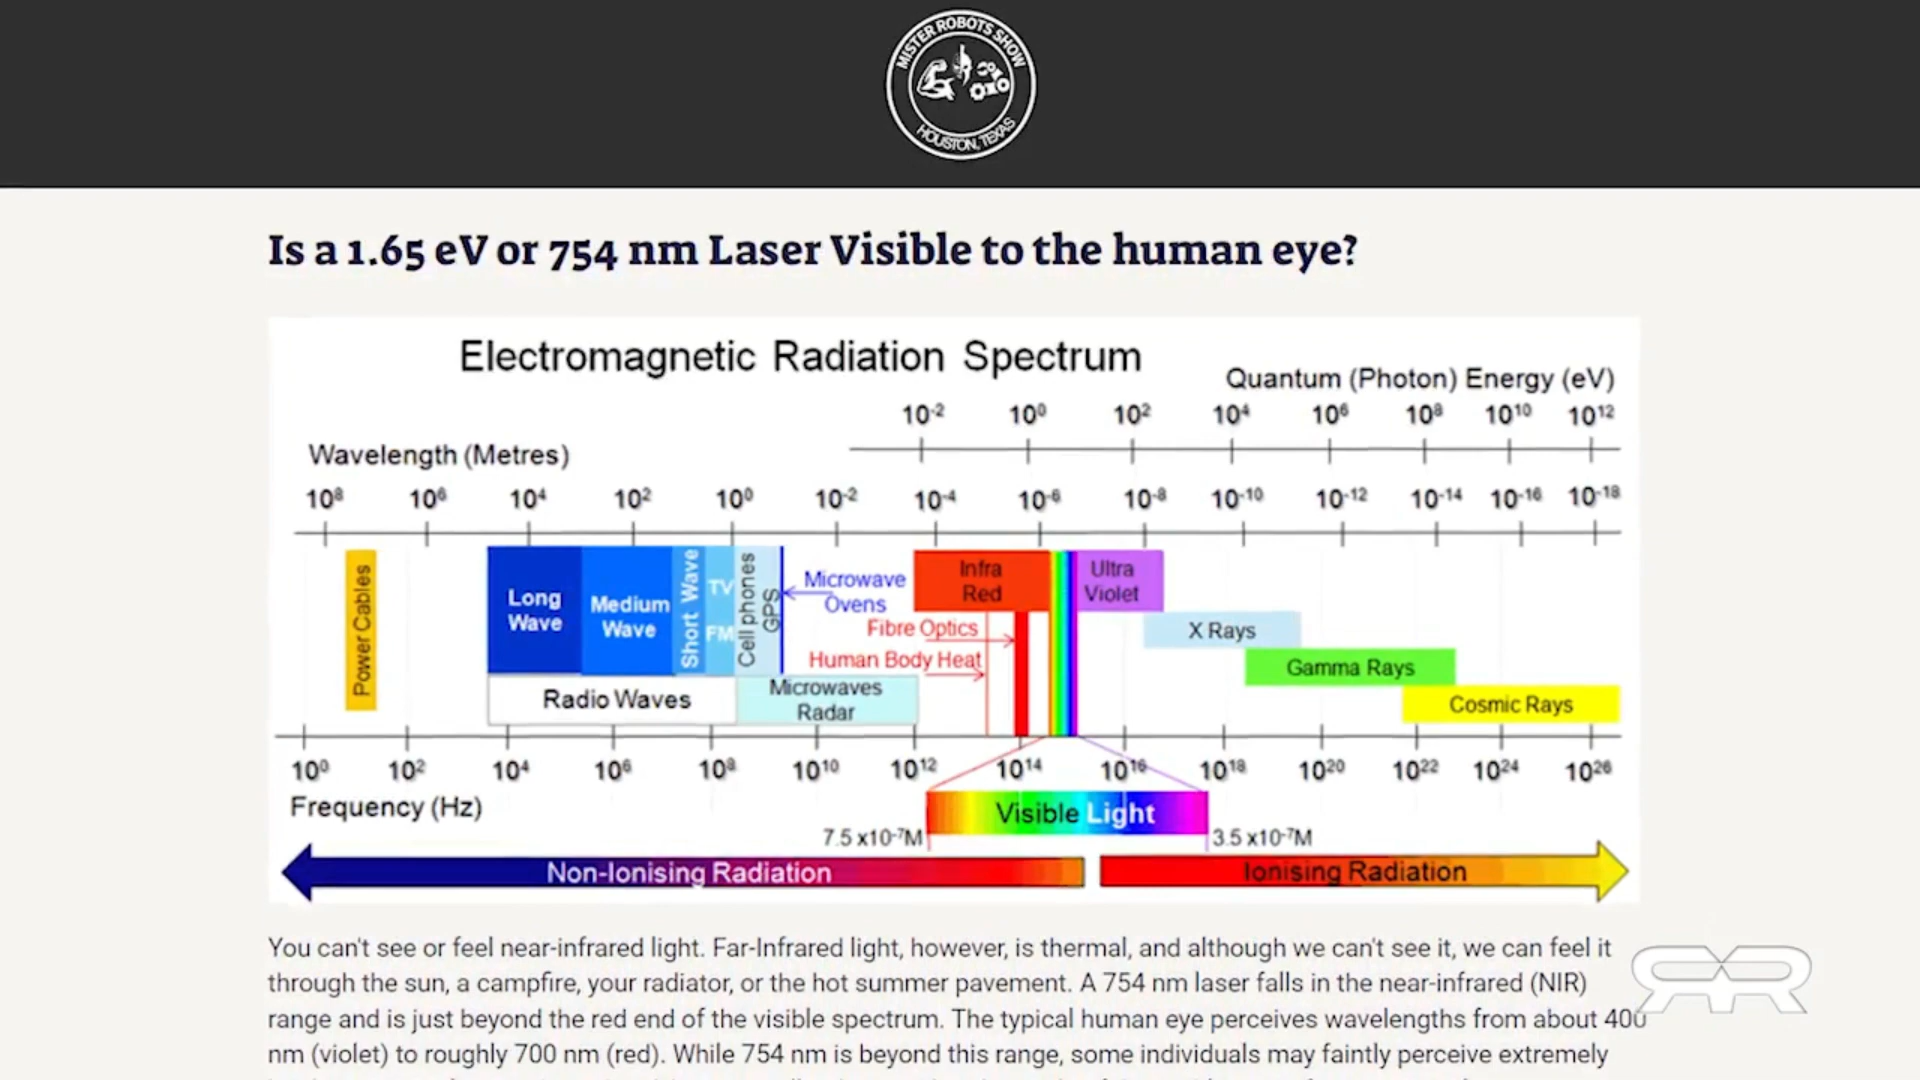 MISTER ROBOTS SHOW
HOUSTON, TEXAS
Is a 1.65 eV or 754 nm Laser Visible to the human eye?
Electromagnetic Radiation Spectrum
Quantum (Photon) Energy (eV)
10⁻² 10⁰ 10² 10⁴ 10⁶ 10⁸ 10¹⁰ 10¹²
Wavelength (Metres)
10⁸ 10⁶ 10⁴ 10² 10⁰ 10⁻² 10⁻⁴ 10⁻⁶ 10⁻⁸ 10⁻¹⁰ 10⁻¹² 10⁻¹⁴ 10⁻¹⁶ 10⁻¹⁸
Power Cables
Long
Wave
Medium
Wave
Short Wave
TV
FM
Cell phones
GPS
Microwave
Ovens
Infra
Red
Ultra
Violet
Fibre Optics
Human Body Heat
X Rays
Gamma Rays
Cosmic Rays
Radio Waves
Microwaves
Radar
10⁰ 10² 10⁴ 10⁶ 10⁸ 10¹⁰ 10¹² 10¹⁴ 10¹⁶ 10¹⁸ 10²⁰ 10²² 10²⁴ 10²⁶
Frequency (Hz)
Visible Light
7.5 x10⁻⁷M 3.5 x10⁻⁷M
Non-Ionising Radiation
Ionising Radiation
You can't see or feel near-infrared light. Far-Infrared light, however, is thermal, and although we can't see it, we can feel it
through the sun, a campfire, your radiator, or the hot summer pavement. A 754 nm laser falls in the near-infrared (NIR)
range and is just beyond the red end of the visible spectrum. The typical human eye perceives wavelengths from about 400
nm (violet) to roughly 700 nm (red). While 754 nm is beyond this range, some individuals may faintly perceive extremely